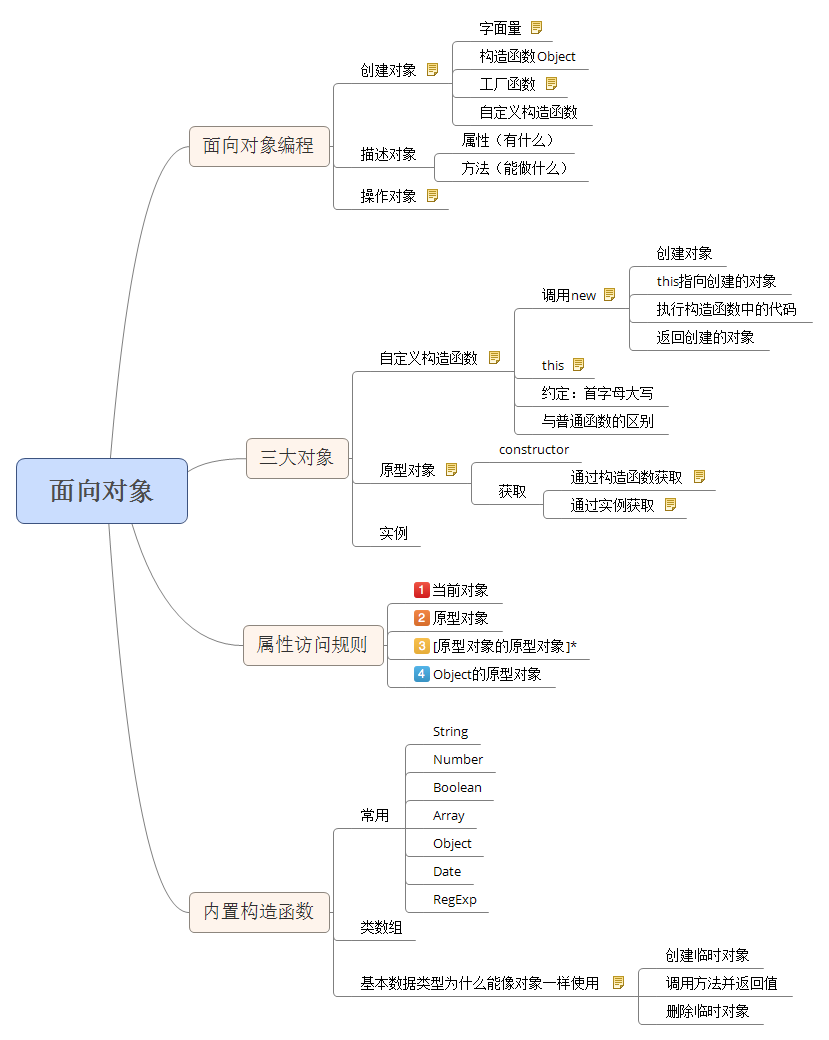 面向对象
面向对象编程
创建对象
字面量
构造函数Object
工厂函数
自定义构造函数
描述对象
属性（有什么）
方法（能做什么）
操作对象
三大对象
自定义构造函数
调用new
创建对象
this指向创建的对象
执行构造函数中的代码
返回创建的对象
this
约定：首字母大写
与普通函数的区别
原型对象
constructor
获取
通过构造函数获取
通过实例获取
实例
属性访问规则
1 当前对象
2 原型对象
3 [原型对象的原型对象]*
4 Object的原型对象
内置构造函数
常用
String
Number
Boolean
Array
Object
Date
RegExp
类数组
基本数据类型为什么能像对象一样使用
创建临时对象
调用方法并返回值
删除临时对象